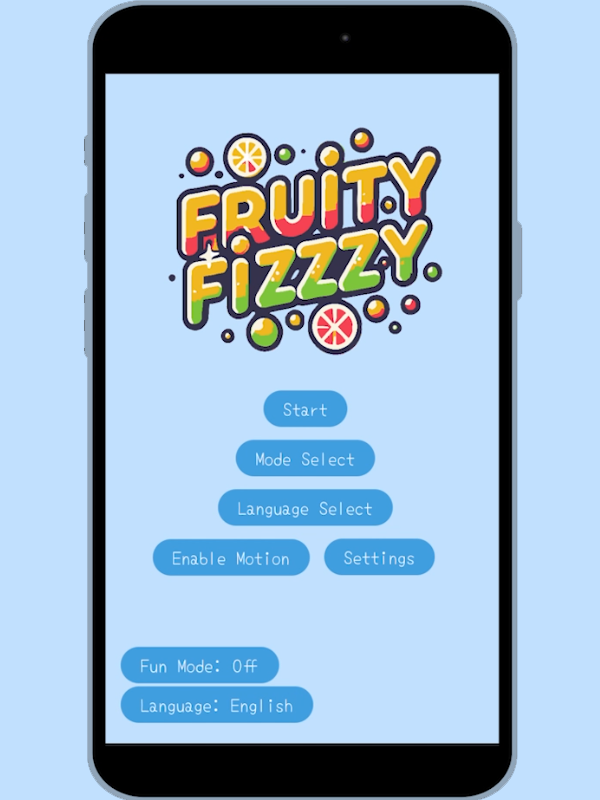 FRUiTY
FiZZZY
Start
Mode Select
Language Select
Enable Motion
Settings
Fun Mode: Off
Language: English